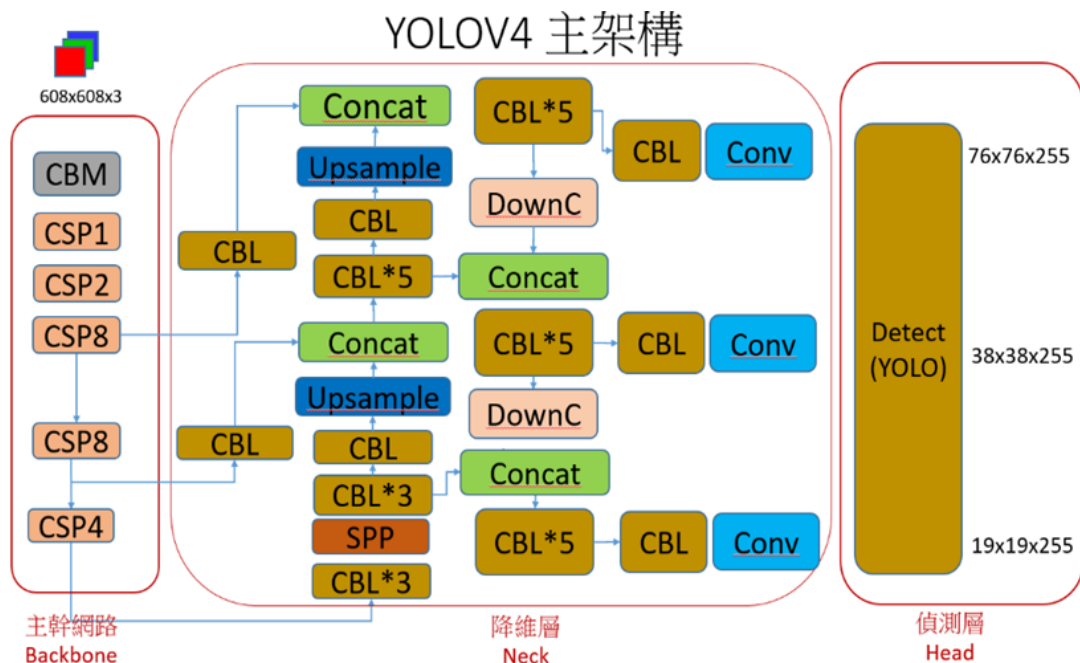 YOLOV4 主架構
608x608x3
CBM
CSP1
CSP2
CSP8
CSP8
CSP4
主幹網路
Backbone
CBL
CBL
Concat
Upsample
CBL
CBL*5
Concat
Upsample
CBL
CBL*3
SPP
CBL*3
CBL*5
CBL
Conv
DownC
Concat
CBL*5
CBL
Conv
DownC
Concat
CBL*5
CBL
Conv
降維層
Neck
Detect
(YOLO)
76x76x255
38x38x255
19x19x255
偵測層
Head